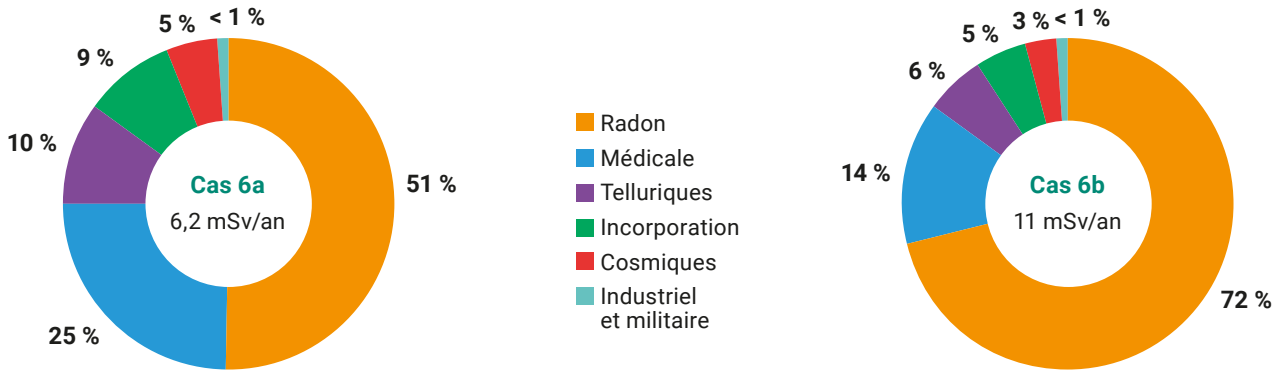 5 %
< 1 %
9 %
10 %
Cas 6a
6,2 mSv/an
51 %
25 %
Radon
Médicale
Telluriques
Incorporation
Cosmiques
Industriel
et militaire
3 %
< 1 %
5 %
6 %
14 %
Cas 6b
11 mSv/an
72 %